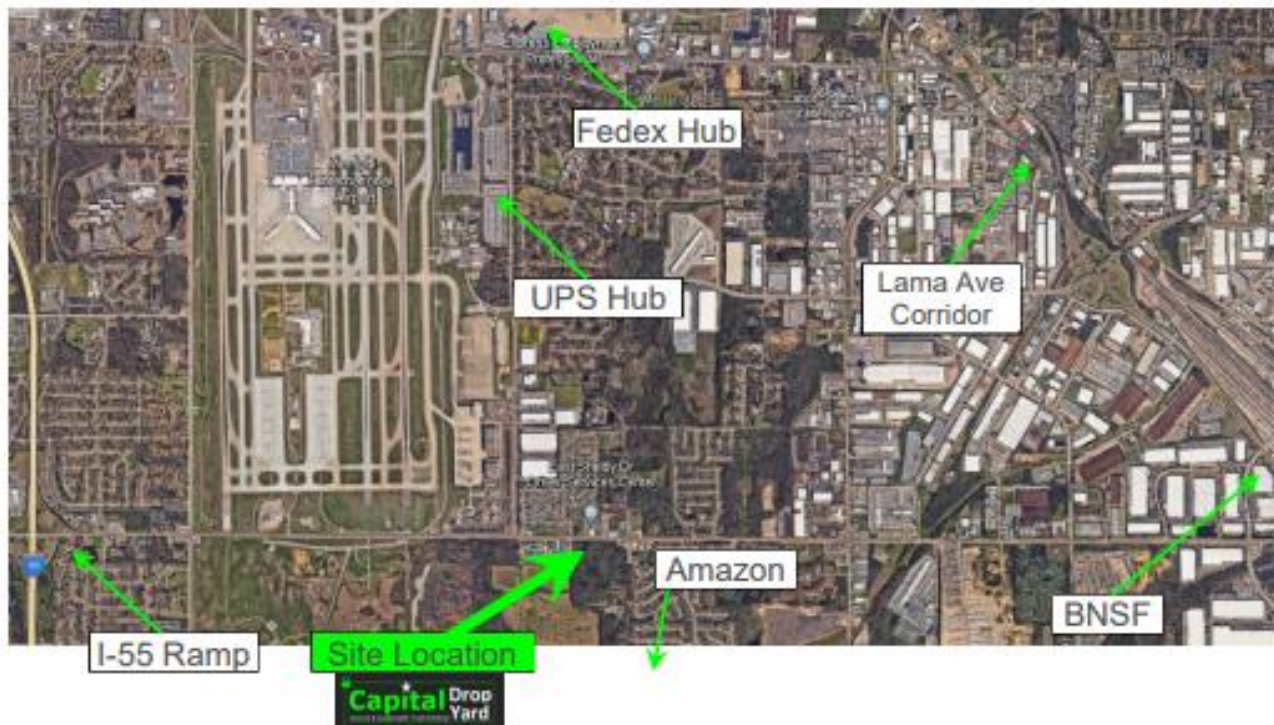 Fedex Hub
UPS Hub
Lama Ave
Corridor
Amazon
BNSF
I-55 Ramp
Site Location
Capital Drop
Yard